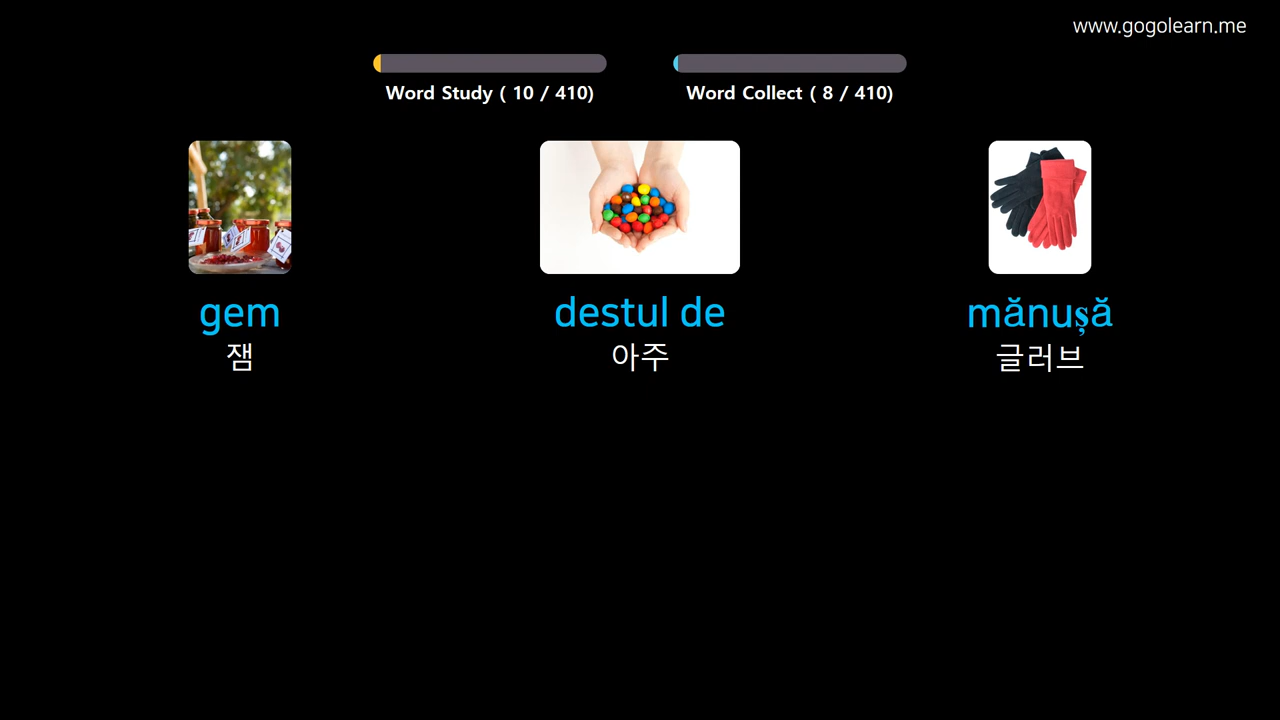 www.gogolearn.me
Word Study ( 10 / 410)
Word Collect ( 8 / 410)
gem
destul de
mănușă
잼
아주
글러브